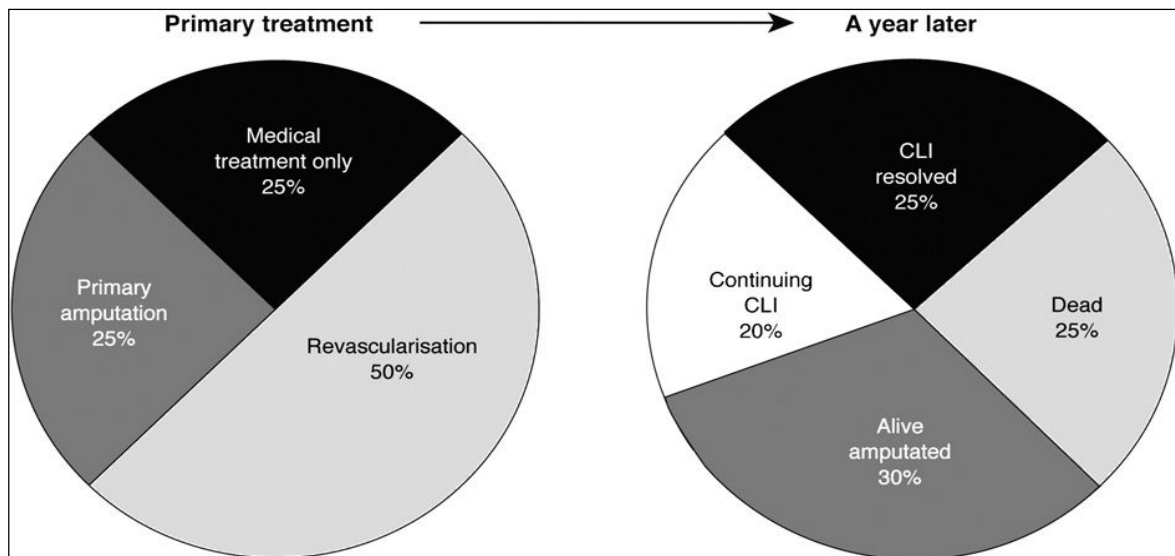 Primary treatment
A year later
Medical
treatment only
25%
Primary
amputation
25%
Revascularisation
50%
CLI
resolved
25%
Continuing
CLI
20%
Dead
25%
Alive
amputated
30%